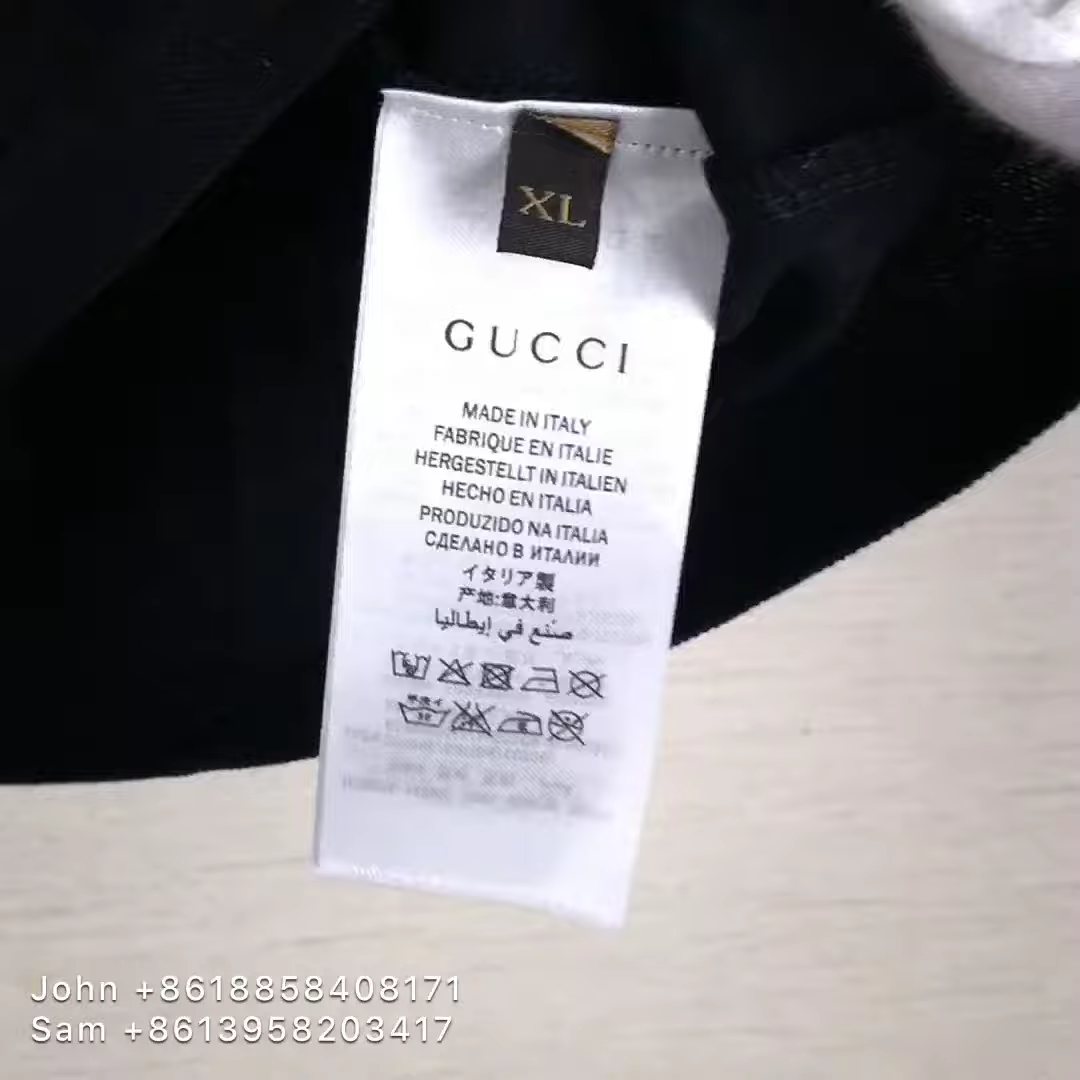 XL
GUCCI
MADE IN ITALY
FABRIQUE EN ITALIE
HERGESTELLT IN ITALIEN
HECHO EN ITALIA
PRODUZIDO NA ITALIA
СДЕЛАНО В ИТАЛИИ
イタリア製
产地:意大利
صنع في إيطاليا
John +8618858408171
Sam +8613958203417